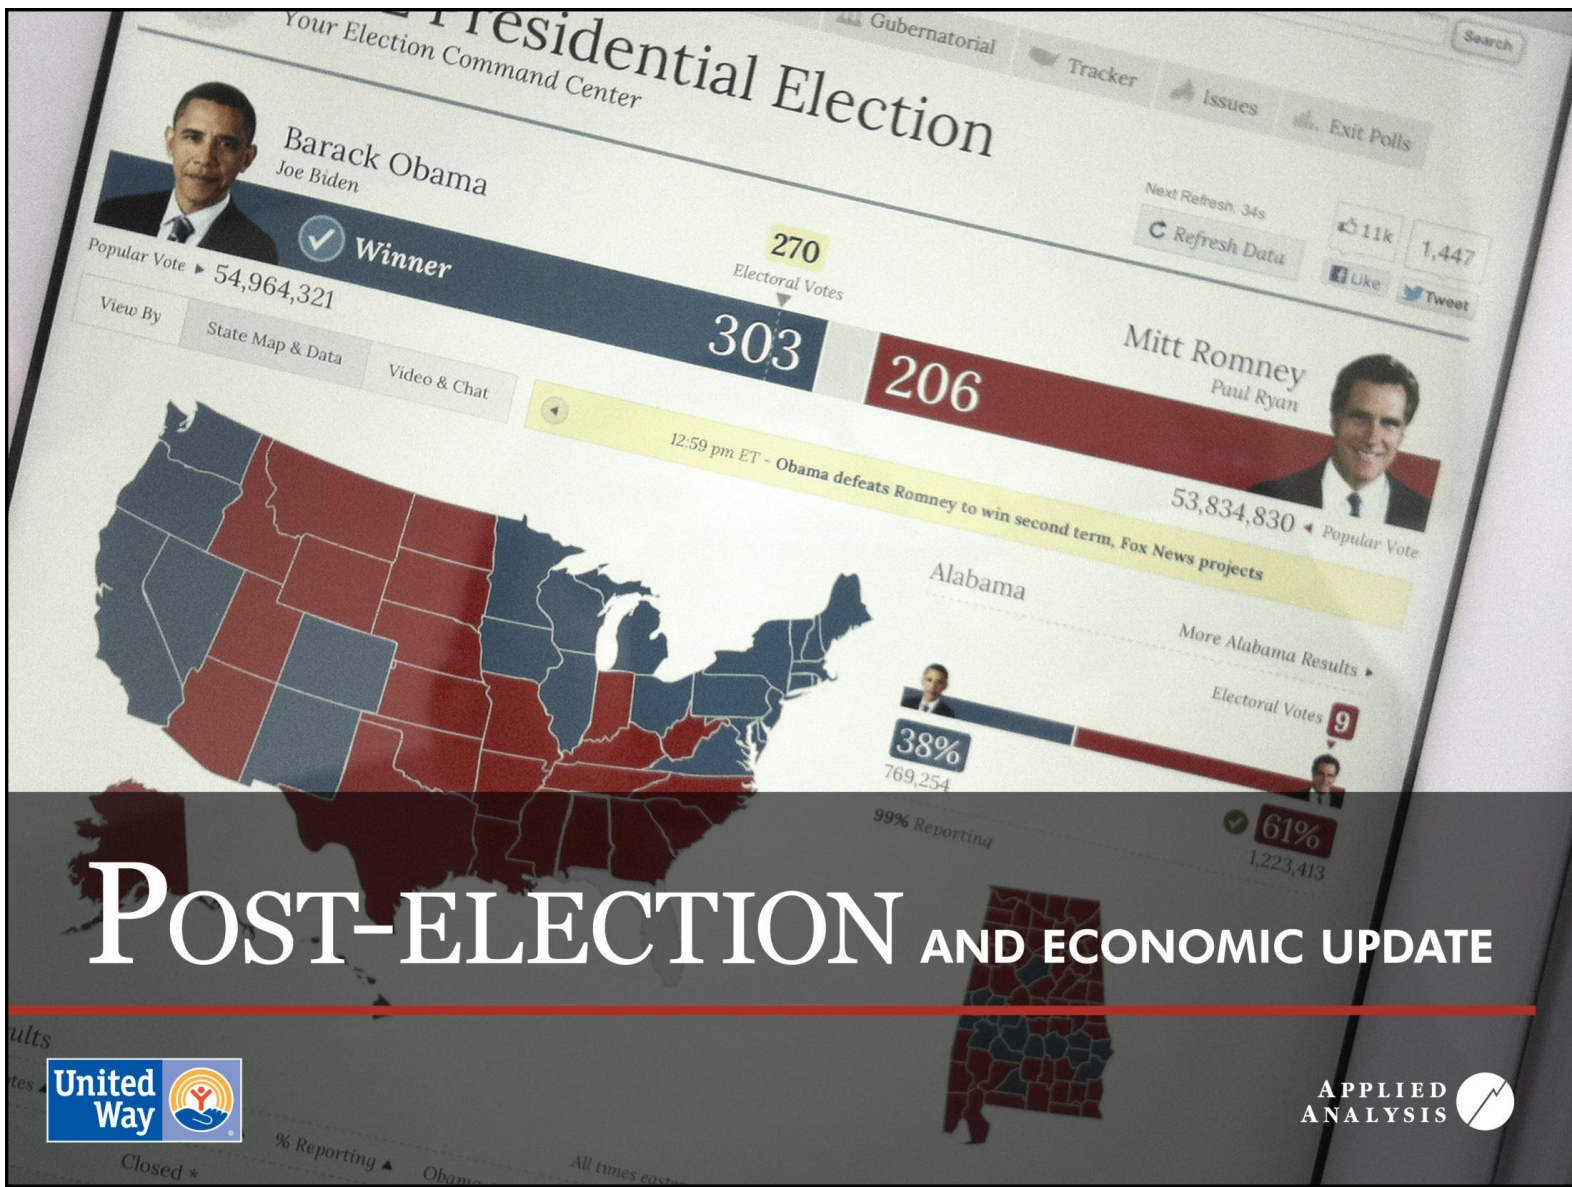 Presidential Election
Your Election Command Center
Gubernatorial
Tracker
Issues
Exit Polls
Search
Barack Obama
Joe Biden
Winner
Popular Vote ▸ 54,964,321
270
Electoral Votes
303
206
Next Refresh: 34s
Refresh Data
11k
Like
1,447
Tweet
Mitt Romney
Paul Ryan
53,834,830 ◂ Popular Vote
View By
State Map & Data
Video & Chat
12:59 pm ET - Obama defeats Romney to win second term, Fox News projects
Alabama
More Alabama Results ▸
Electoral Votes 9
38%
769,254
61%
1,223,413
99% Reporting
POST-ELECTION AND ECONOMIC UPDATE
United
Way
APPLIED
ANALYSIS
% Reporting ▲
Closed *
All times